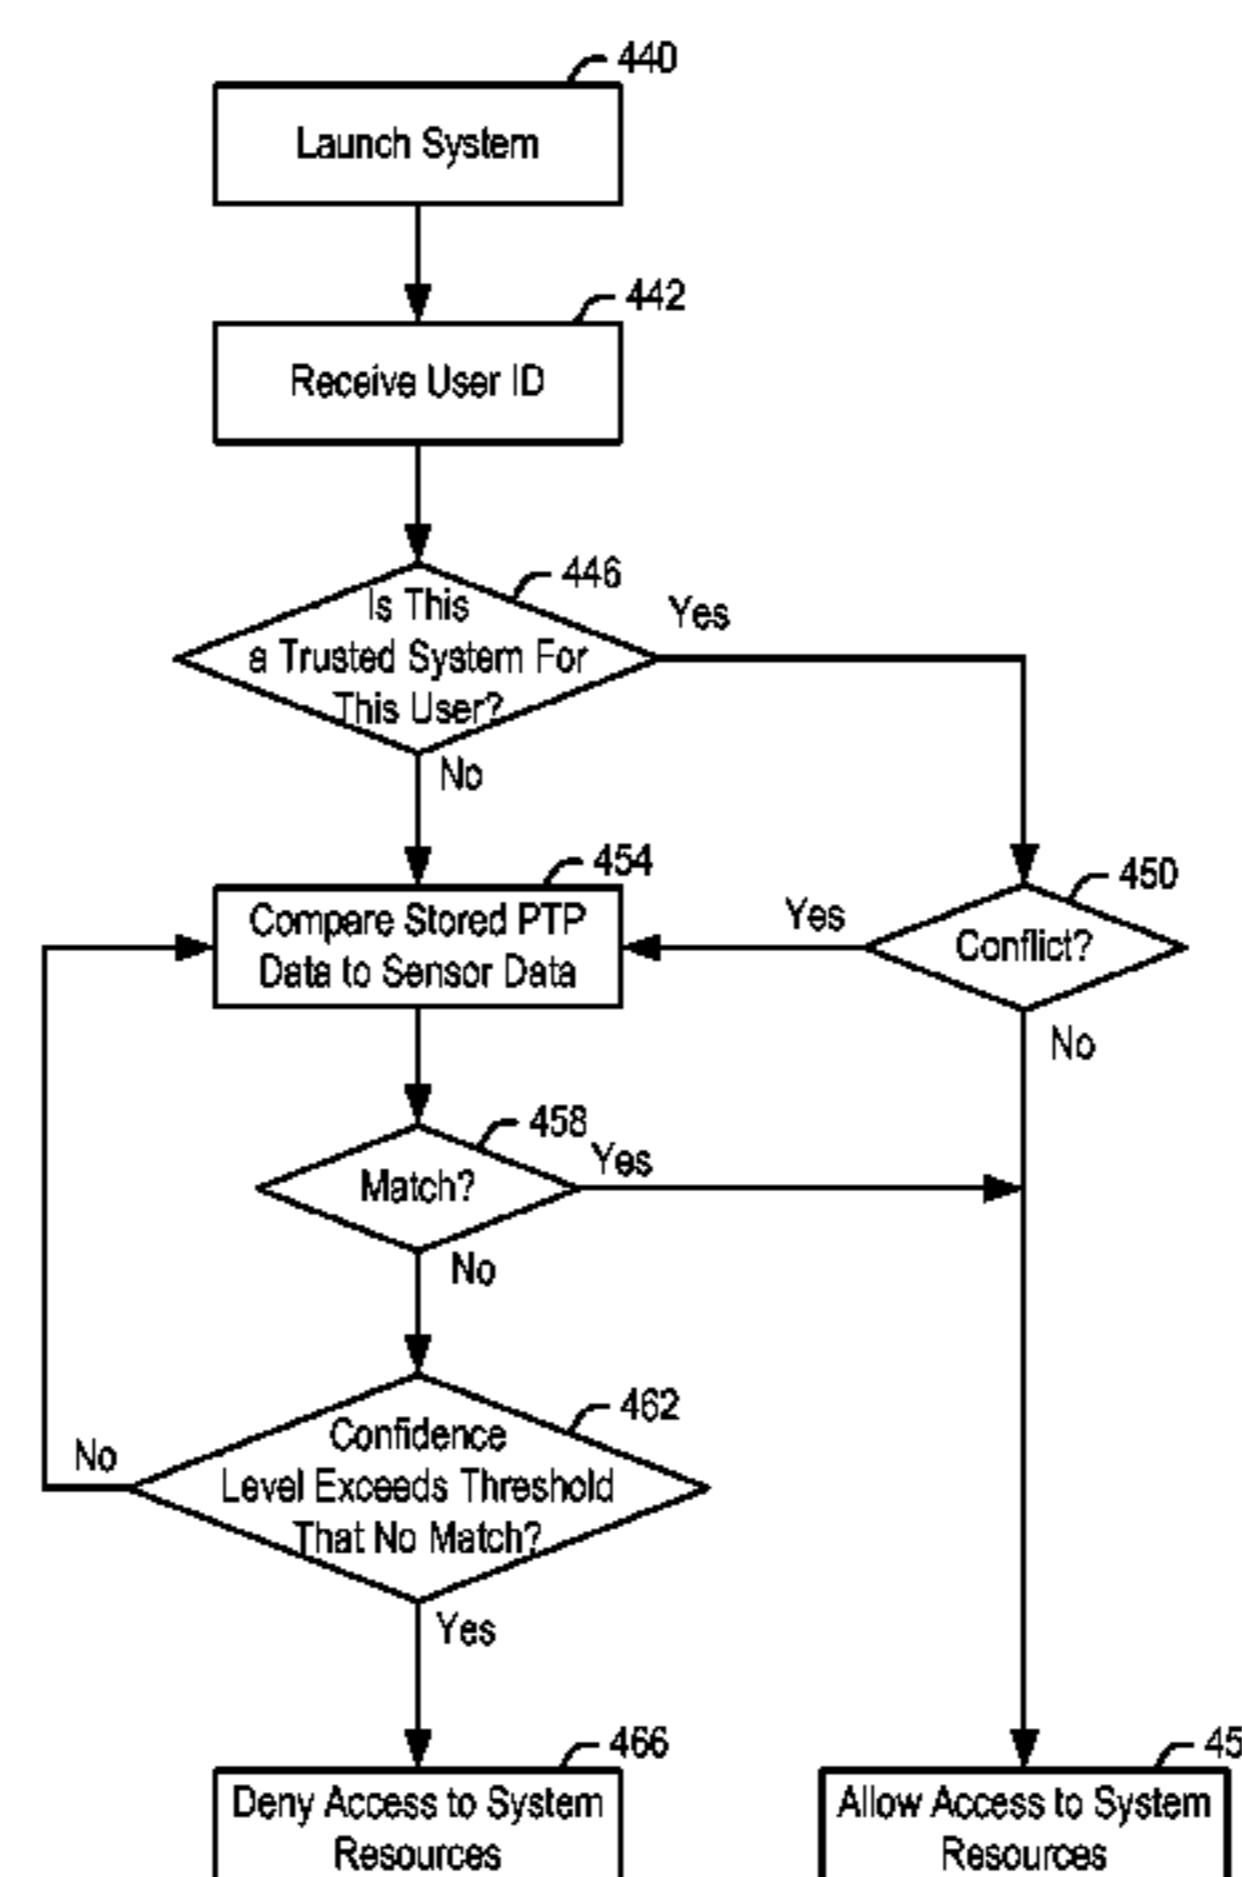 440
Launch System
442
Receive User ID
446
Is This
a Trusted System For
This User?
Yes
No
454
Compare Stored PTP
Data to Sensor Data
450
Conflict?
Yes
No
458
Match?
Yes
No
462
Confidence
Level Exceeds Threshold
That No Match?
No
Yes
466
Deny Access to System
Resources
Allow Access to System
Resources